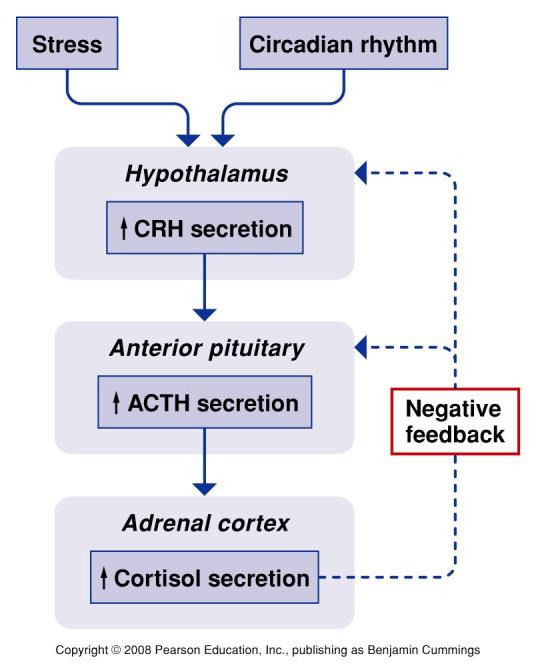 Stress
Circadian rhythm
Hypothalamus
↑ CRH secretion
Anterior pituitary
↑ ACTH secretion
Negative
feedback
Adrenal cortex
↑ Cortisol secretion
Copyright © 2008 Pearson Education, Inc., publishing as Benjamin Cummings